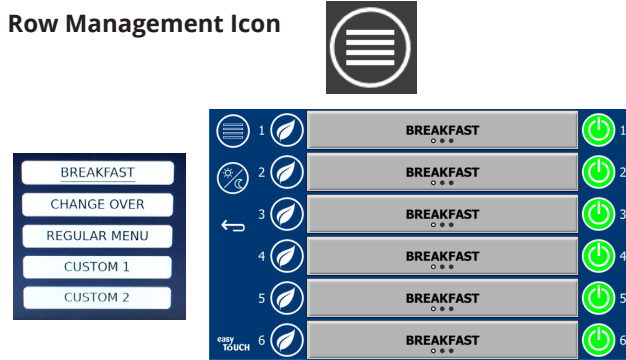 Row Management Icon
BREAKFAST
CHANGE OVER
REGULAR MENU
CUSTOM 1
CUSTOM 2
1 BREAKFAST 1
2 BREAKFAST 2
3 BREAKFAST 3
4 BREAKFAST 4
5 BREAKFAST 5
easy TOUCH 6 BREAKFAST 6